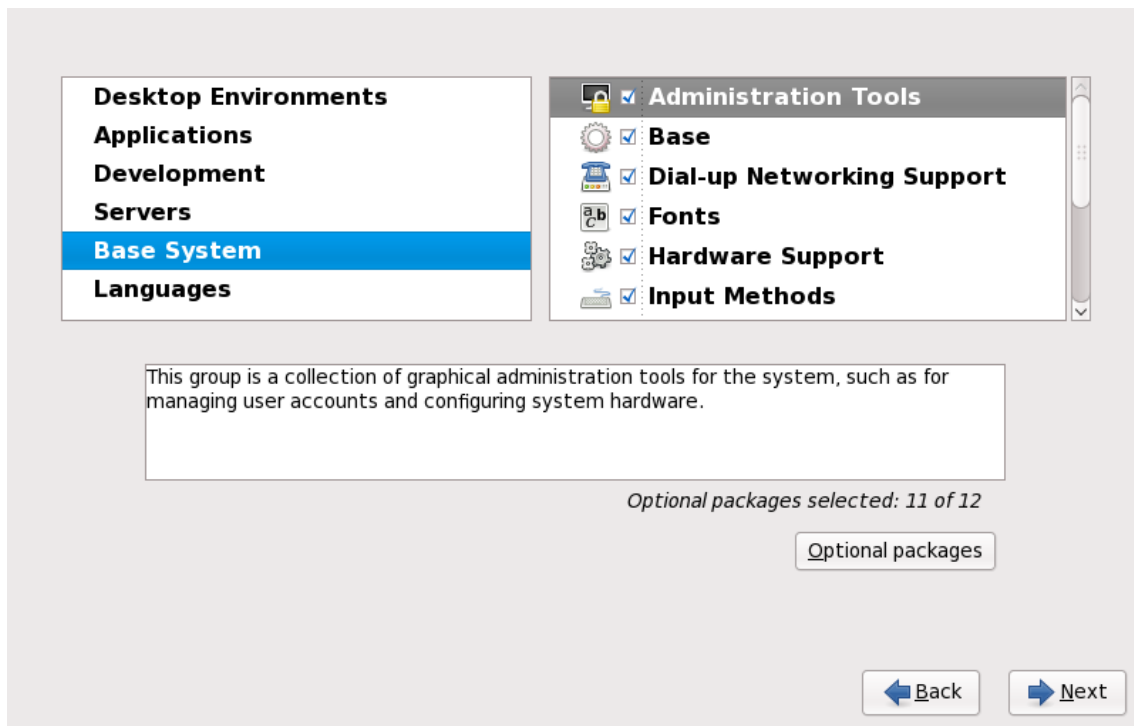 Desktop Environments
Applications
Development
Servers
Base System
Languages
Administration Tools
Base
Dial-up Networking Support
Fonts
Hardware Support
Input Methods
This group is a collection of graphical administration tools for the system, such as for
managing user accounts and configuring system hardware.
Optional packages selected: 11 of 12
Optional packages
Back
Next